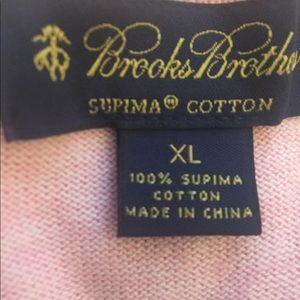 Brooks Brothe
SUPIMA® COTTON
XL
100% SUPIMA
COTTON
MADE IN CHINA